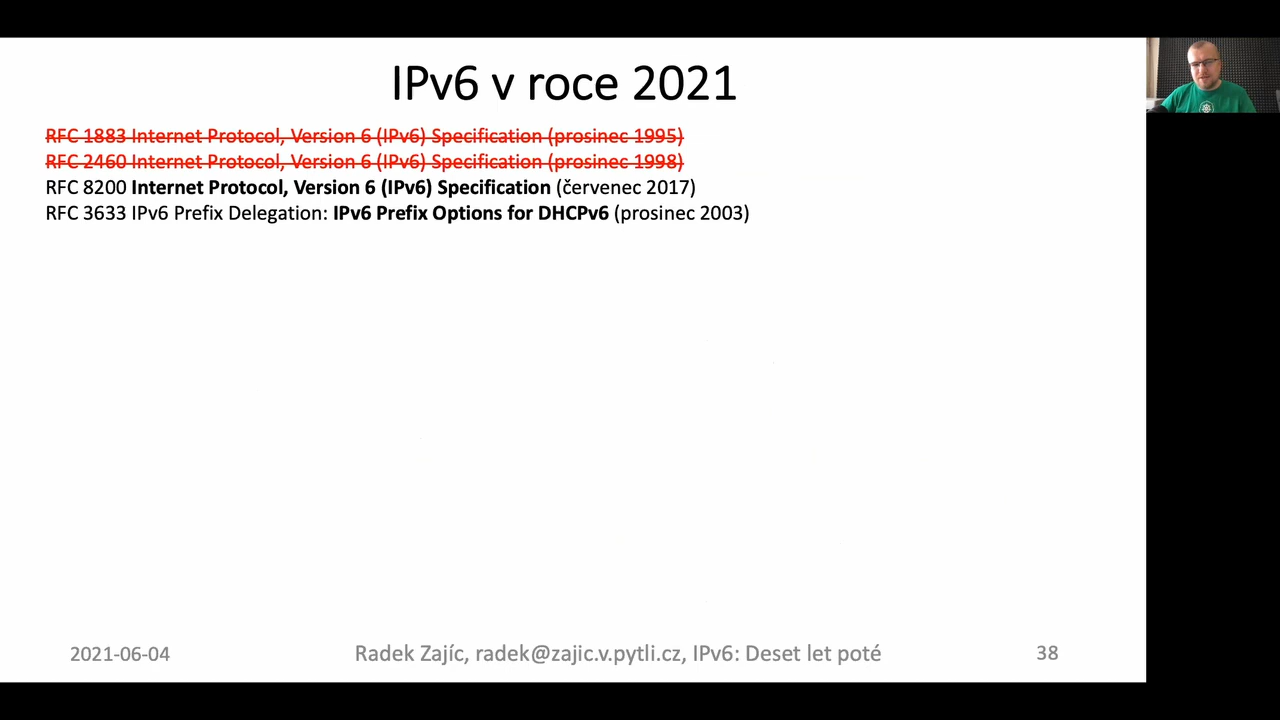 IPv6 v roce 2021
RFC 1883 Internet Protocol, Version 6 (IPv6) Specification (prosinec 1995)
RFC 2460 Internet Protocol, Version 6 (IPv6) Specification (prosinec 1998)
RFC 8200 Internet Protocol, Version 6 (IPv6) Specification (červenec 2017)
RFC 3633 IPv6 Prefix Delegation: IPv6 Prefix Options for DHCPv6 (prosinec 2003)
2021-06-04
Radek Zajíc, radek@zajic.v.pytli.cz, IPv6: Deset let poté
38